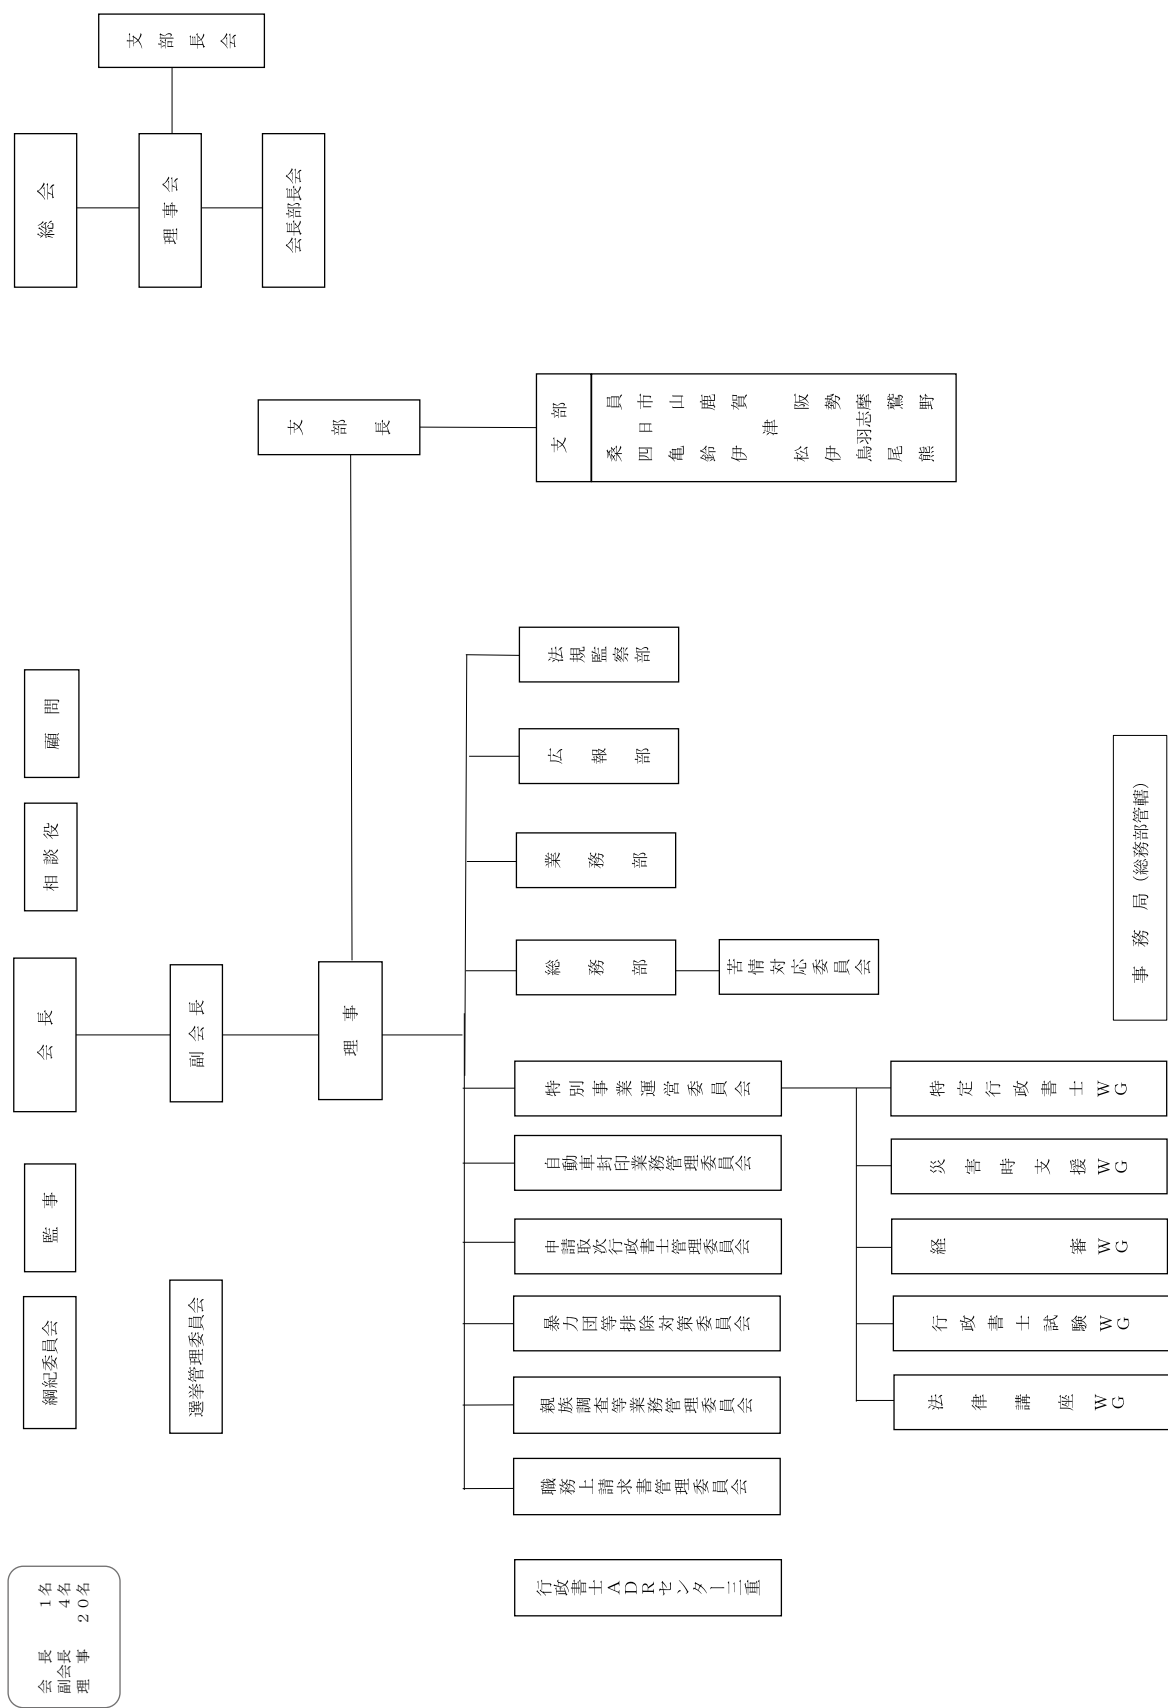 会長 1名
副会長 4名
理事 20名
綱紀委員会
監事
会長
相談役
顧問
総会
選挙管理委員会
副会長
理事会
支部長会
会長部長会
理事
支部長
行政書士ADRセンター三重
職務上請求書管理委員会
親族調査等業務管理委員会
暴力団等排除対策委員会
申請取次行政書士管理委員会
自動車封印業務管理委員会
特別事業運営委員会
総務部
業務部
広報部
法規監察部
苦情対応委員会
支部
桑員
四日市
亀山
鈴鹿
伊賀
津
松阪
伊勢
鳥羽志摩
尾鷲
熊野
法律講座WG
行政書士試験WG
経審WG
災害時支援WG
特定行政書士WG
事務局(総務部管轄)